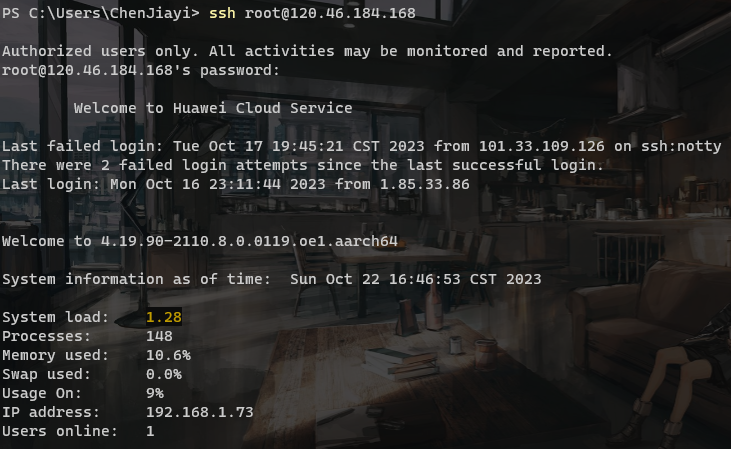 PS C:\Users\ChenJiayi> ssh root@120.46.184.168
Authorized users only. All activities may be monitored and reported.
root@120.46.184.168's password:
Welcome to Huawei Cloud Service
Last failed login: Tue Oct 17 19:45:21 CST 2023 from 101.33.109.126 on ssh:notty
There were 2 failed login attempts since the last successful login.
Last login: Mon Oct 16 23:11:44 2023 from 1.85.33.86
Welcome to 4.19.90-2110.8.0.0119.oe1.aarch64
System information as of time:  Sun Oct 22 16:46:53 CST 2023
System load:    1.28
Processes:      148
Memory used:    10.6%
Swap used:      0.0%
Usage On:       9%
IP address:     192.168.1.73
Users online:   1